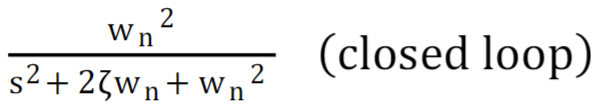 wₙ²
s² + 2ζwₙ + wₙ² (closed loop)